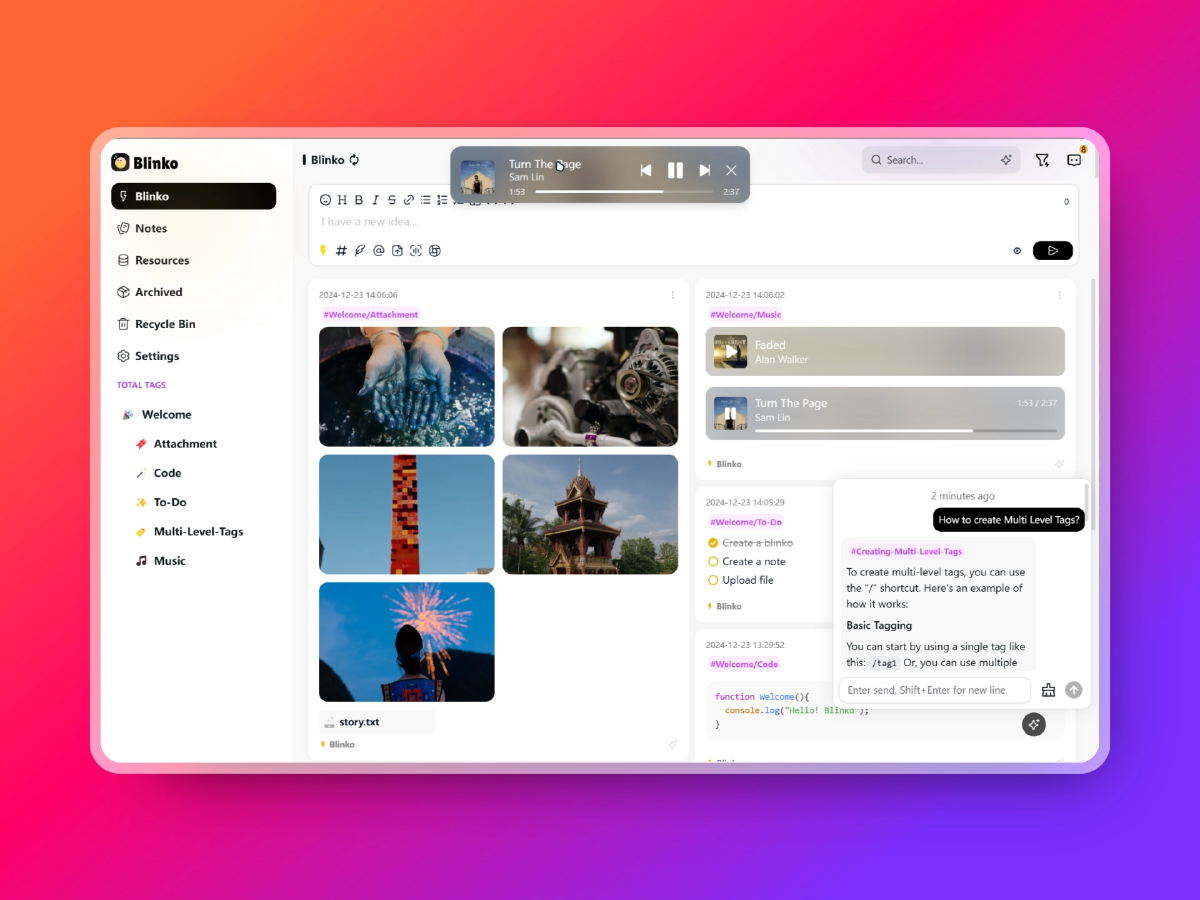 Blinko
Blinko
Notes
Resources
Archived
Recycle Bin
Settings
TOTAL TAGS
Welcome
Attachment
Code
To-Do
Multi-Level-Tags
Music
Blinko
Turn The Page
Sam Lin
1:53
2:37
Search...
8
I have a new idea...
0
2024-12-23 14:06:06
#Welcome/Attachment
story.txt
Blinko
2024-12-23 14:06:02
#Welcome/Music
Faded
Alan Walker
Turn The Page
1:53 / 2:37
Sam Lin
Blinko
2024-12-23 14:05:29
#Welcome/To-Do
Create a blinko
Create a note
Upload file
Blinko
2024-12-23 13:29:52
#Welcome/Code
function Welcome(){
console.log("Hello! Blinko");
}
2 minutes ago
How to create Multi Level Tags?
#Creating-Multi-Level-Tags
To create multi-level tags, you can use
the "/" shortcut. Here's an example of
how it works:
Basic Tagging
You can start by using a single tag like
this: /tag1 Or, you can use multiple
Enter send, Shift+Enter for new line